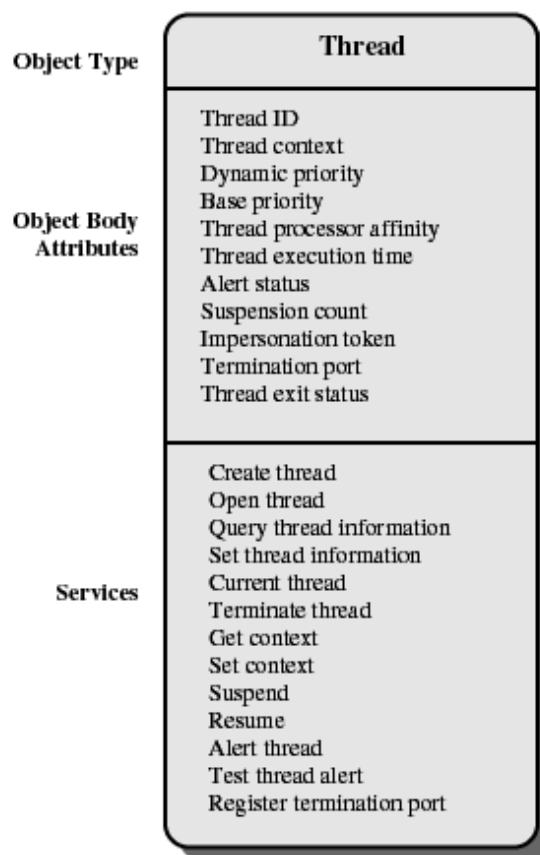 Object Type
Thread
Object Body
Attributes
Thread ID
Thread context
Dynamic priority
Base priority
Thread processor affinity
Thread execution time
Alert status
Suspension count
Impersonation token
Termination port
Thread exit status
Services
Create thread
Open thread
Query thread information
Set thread information
Current thread
Terminate thread
Get context
Set context
Suspend
Resume
Alert thread
Test thread alert
Register termination port